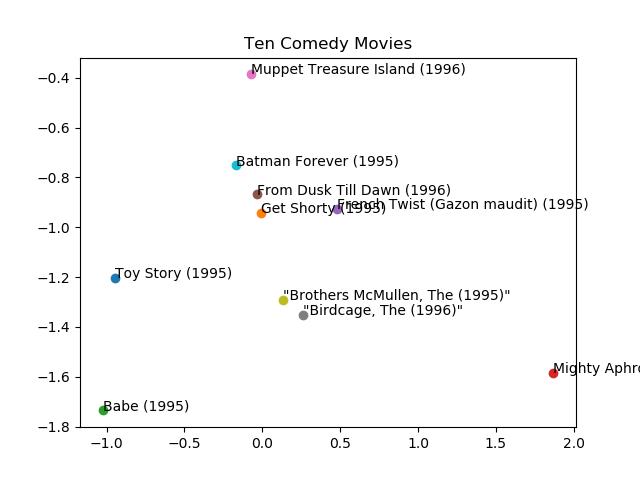 Ten Comedy Movies
−0.4
Muppet Treasure Island (1996)
−0.6
Batman Forever (1995)
−0.8
From Dusk Till Dawn (1996)
French Twist (Gazon maudit) (1995)
Get Shorty (1995)
−1.0
Toy Story (1995)
−1.2
"Brothers McMullen, The (1995)"
"Birdcage, The (1996)"
−1.4
Mighty Aphro
−1.6
Babe (1995)
−1.8
−1.0 −0.5 0.0 0.5 1.0 1.5 2.0